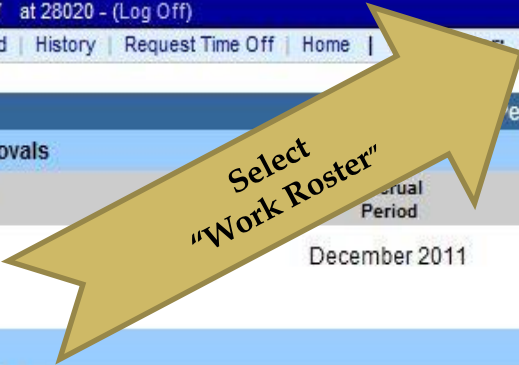 at 28020 - (Log Off)
d | History | Request Time Off | Home |
ovals
Select
"Work Roster"
rual
Period
December 2011